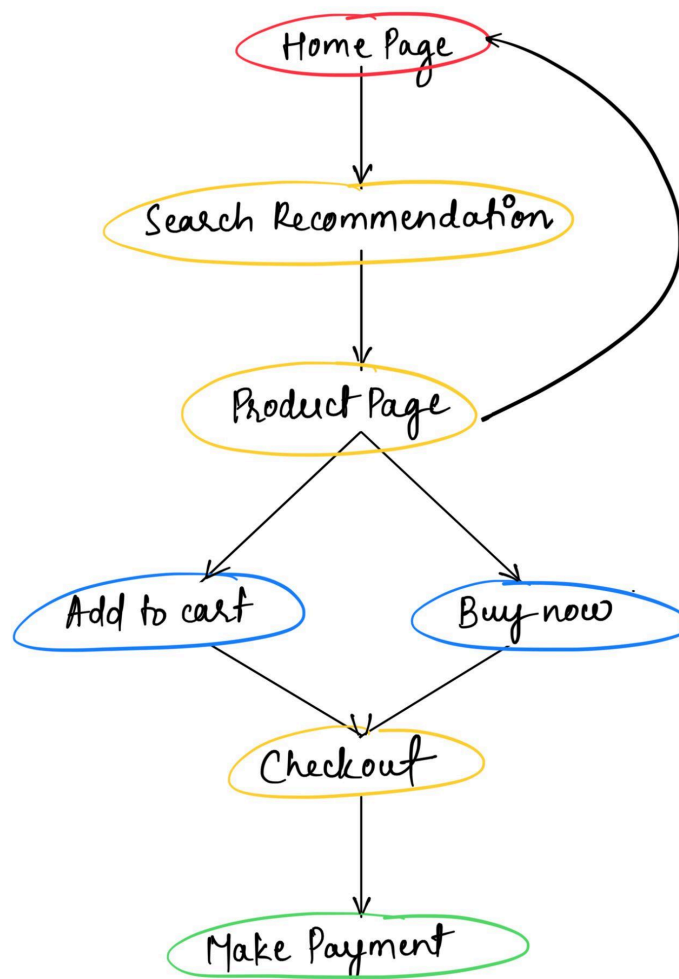 Home Page
Search Recommendation
Product Page
Add to cart
Buy now
Checkout
Make Payment